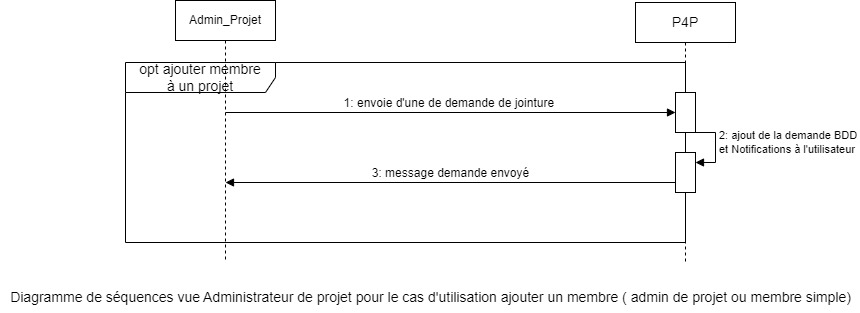 Admin_Projet
P4P
opt ajouter membre
à un projet
1: envoie d'une de demande de jointure
2: ajout de la demande BDD
et Notifications à l'utilisateur
3: message demande envoyé
Diagramme de séquences vue Administrateur de projet pour le cas d'utilisation ajouter un membre ( admin de projet ou membre simple)